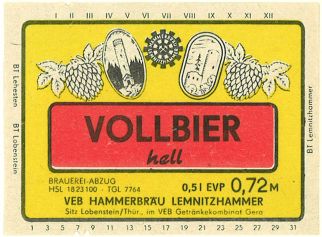 I II III IV V VI VII VIII IX X XI XII
BT Lehesten
BT Lobenstein
BT Lemnitzhammer
VOLLBIER
hell
BRAUEREI-ABZUG
HSL 1823100 · TGL 7764
0,5 l EVP 0,72 M
VEB HAMMERBRÄU LEMNITZHAMMER
Sitz Lobenstein/Thür., im VEB Getränkekombinat Gera
1 3 5 7 9 11 13 15 17 19 21 23 25 27 29 31